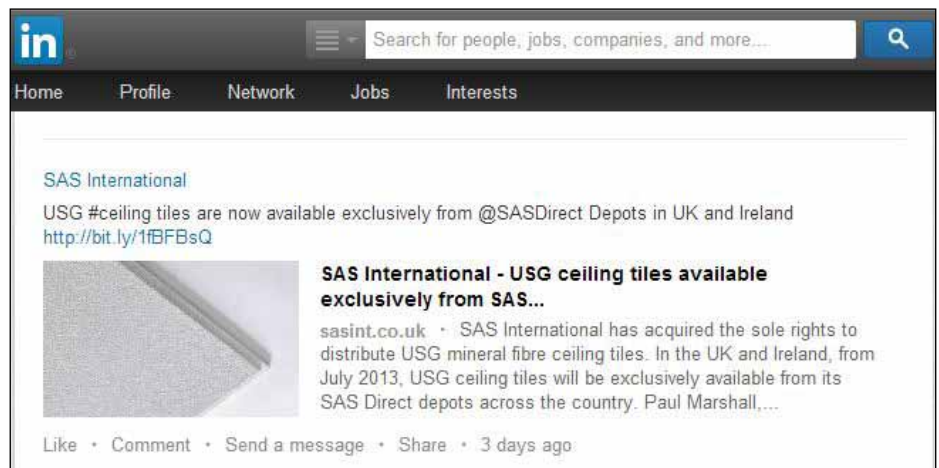 in
Search for people, jobs, companies, and more...
Home Profile Network Jobs Interests
SAS International
USG #ceiling tiles are now available exclusively from @SASDirect Depots in UK and Ireland
http://bit.ly/1fBFBsQ
SAS International - USG ceiling tiles available
exclusively from SAS...
sasint.co.uk · SAS International has acquired the sole rights to
distribute USG mineral fibre ceiling tiles. In the UK and Ireland, from
July 2013, USG ceiling tiles will be exclusively available from its
SAS Direct depots across the country. Paul Marshall,...
Like · Comment · Send a message · Share · 3 days ago